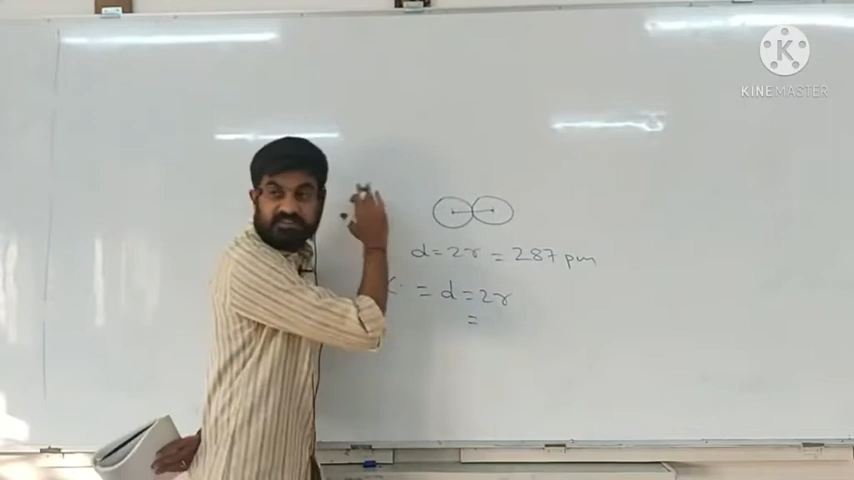 K
KINEMASTER
d = 2r = 287 pm
= d = 2r
=